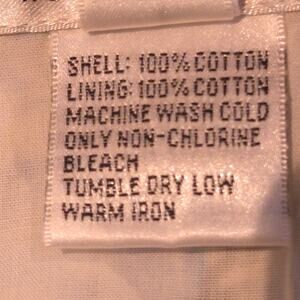 SHELL: 100% COTTON
LINING: 100% COTTON
MACHINE WASH COLD
ONLY NON-CHLORINE
BLEACH
TUMBLE DRY LOW
WARM IRON